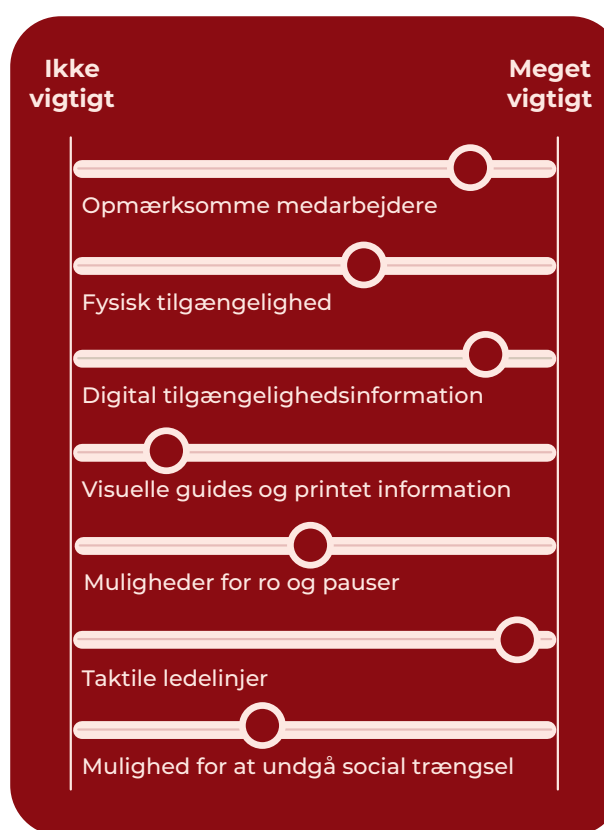 Ikke
vigtigt
Meget
vigtigt
Opmærksomme medarbejdere
Fysisk tilgængelighed
Digital tilgængelighedsinformation
Visuelle guides og printet information
Muligheder for ro og pauser
Taktile ledelinjer
Mulighed for at undgå social trængsel